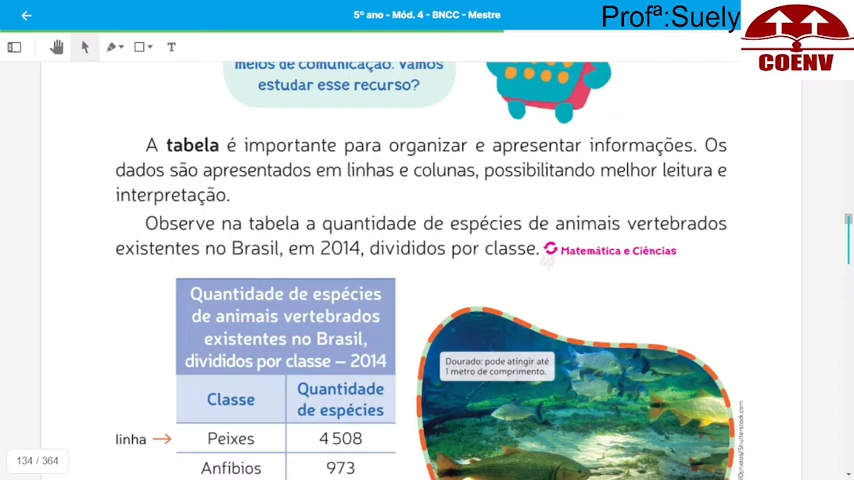 5º ano - Mód. 4 - BNCC - Mestre
Profª:Suely
COENV
T
meios de comunicação. Vamos
estudar esse recurso?
A tabela é importante para organizar e apresentar informações. Os
dados são apresentados em linhas e colunas, possibilitando melhor leitura e
interpretação.
Observe na tabela a quantidade de espécies de animais vertebrados
existentes no Brasil, em 2014, divididos por classe. Matemática e Ciências
Quantidade de espécies
de animais vertebrados
existentes no Brasil,
divididos por classe – 2014
Classe
Quantidade
de espécies
linha
Peixes
4 508
Anfíbios
973
Dourado: pode atingir até
1 metro de comprimento.
134 / 364